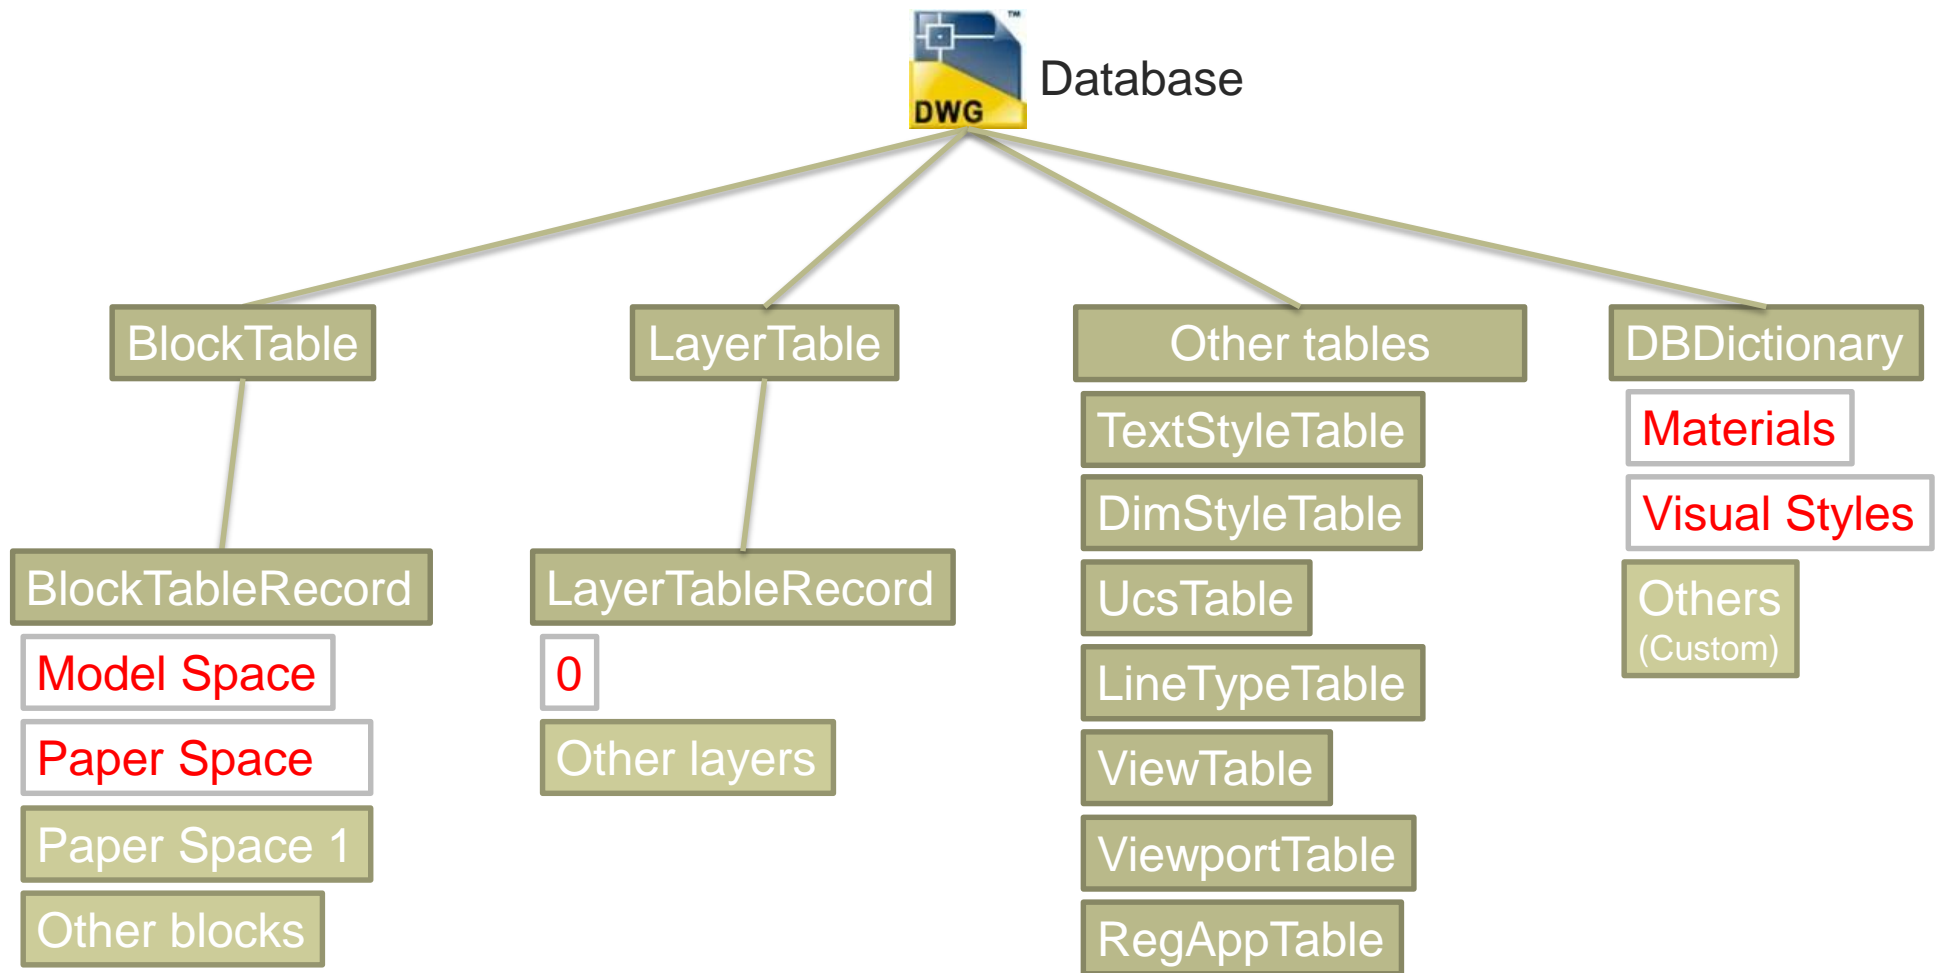 TM
DWG
Database
BlockTable
LayerTable
Other tables
DBDictionary
BlockTableRecord
Model Space
Paper Space
Paper Space 1
Other blocks
LayerTableRecord
0
Other layers
TextStyleTable
DimStyleTable
UcsTable
LineTypeTable
ViewTable
ViewportTable
RegAppTable
Materials
Visual Styles
Others
(Custom)